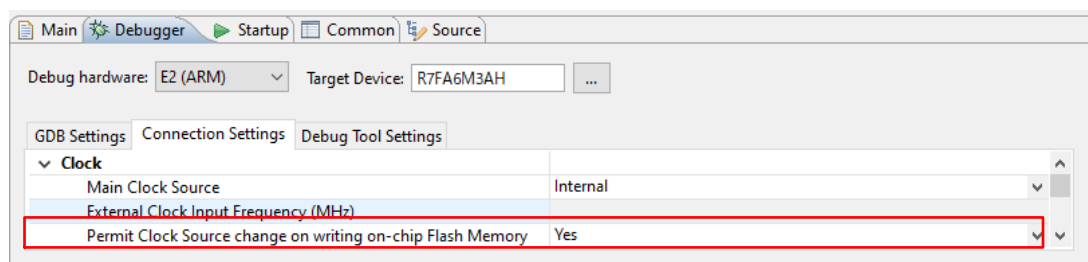 Main Debugger Startup Common Source
Debug hardware: E2 (ARM) Target Device: R7FA6M3AH ...
GDB Settings Connection Settings Debug Tool Settings
Clock
Main Clock Source Internal
External Clock Input Frequency (MHz)
Permit Clock Source change on writing on-chip Flash Memory Yes